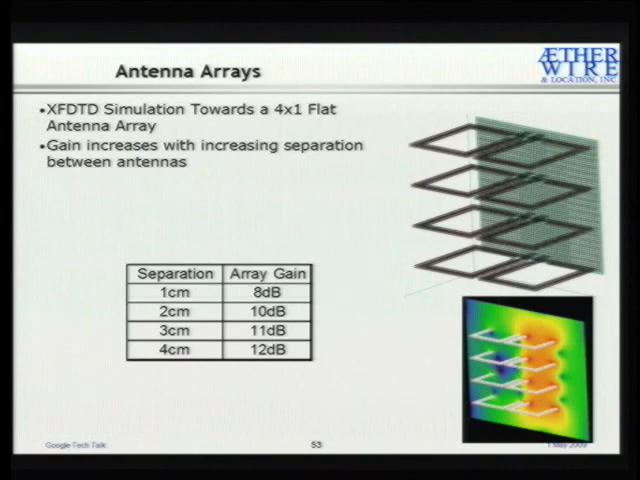 Antenna Arrays
ÆTHER
WIRE
& LOCATION, INC.
•XFDTD Simulation Towards a 4x1 Flat
Antenna Array
•Gain increases with increasing separation
between antennas
Separation Array Gain
1cm 8dB
2cm 10dB
3cm 11dB
4cm 12dB
Google Tech Talk
53
1 May 2009